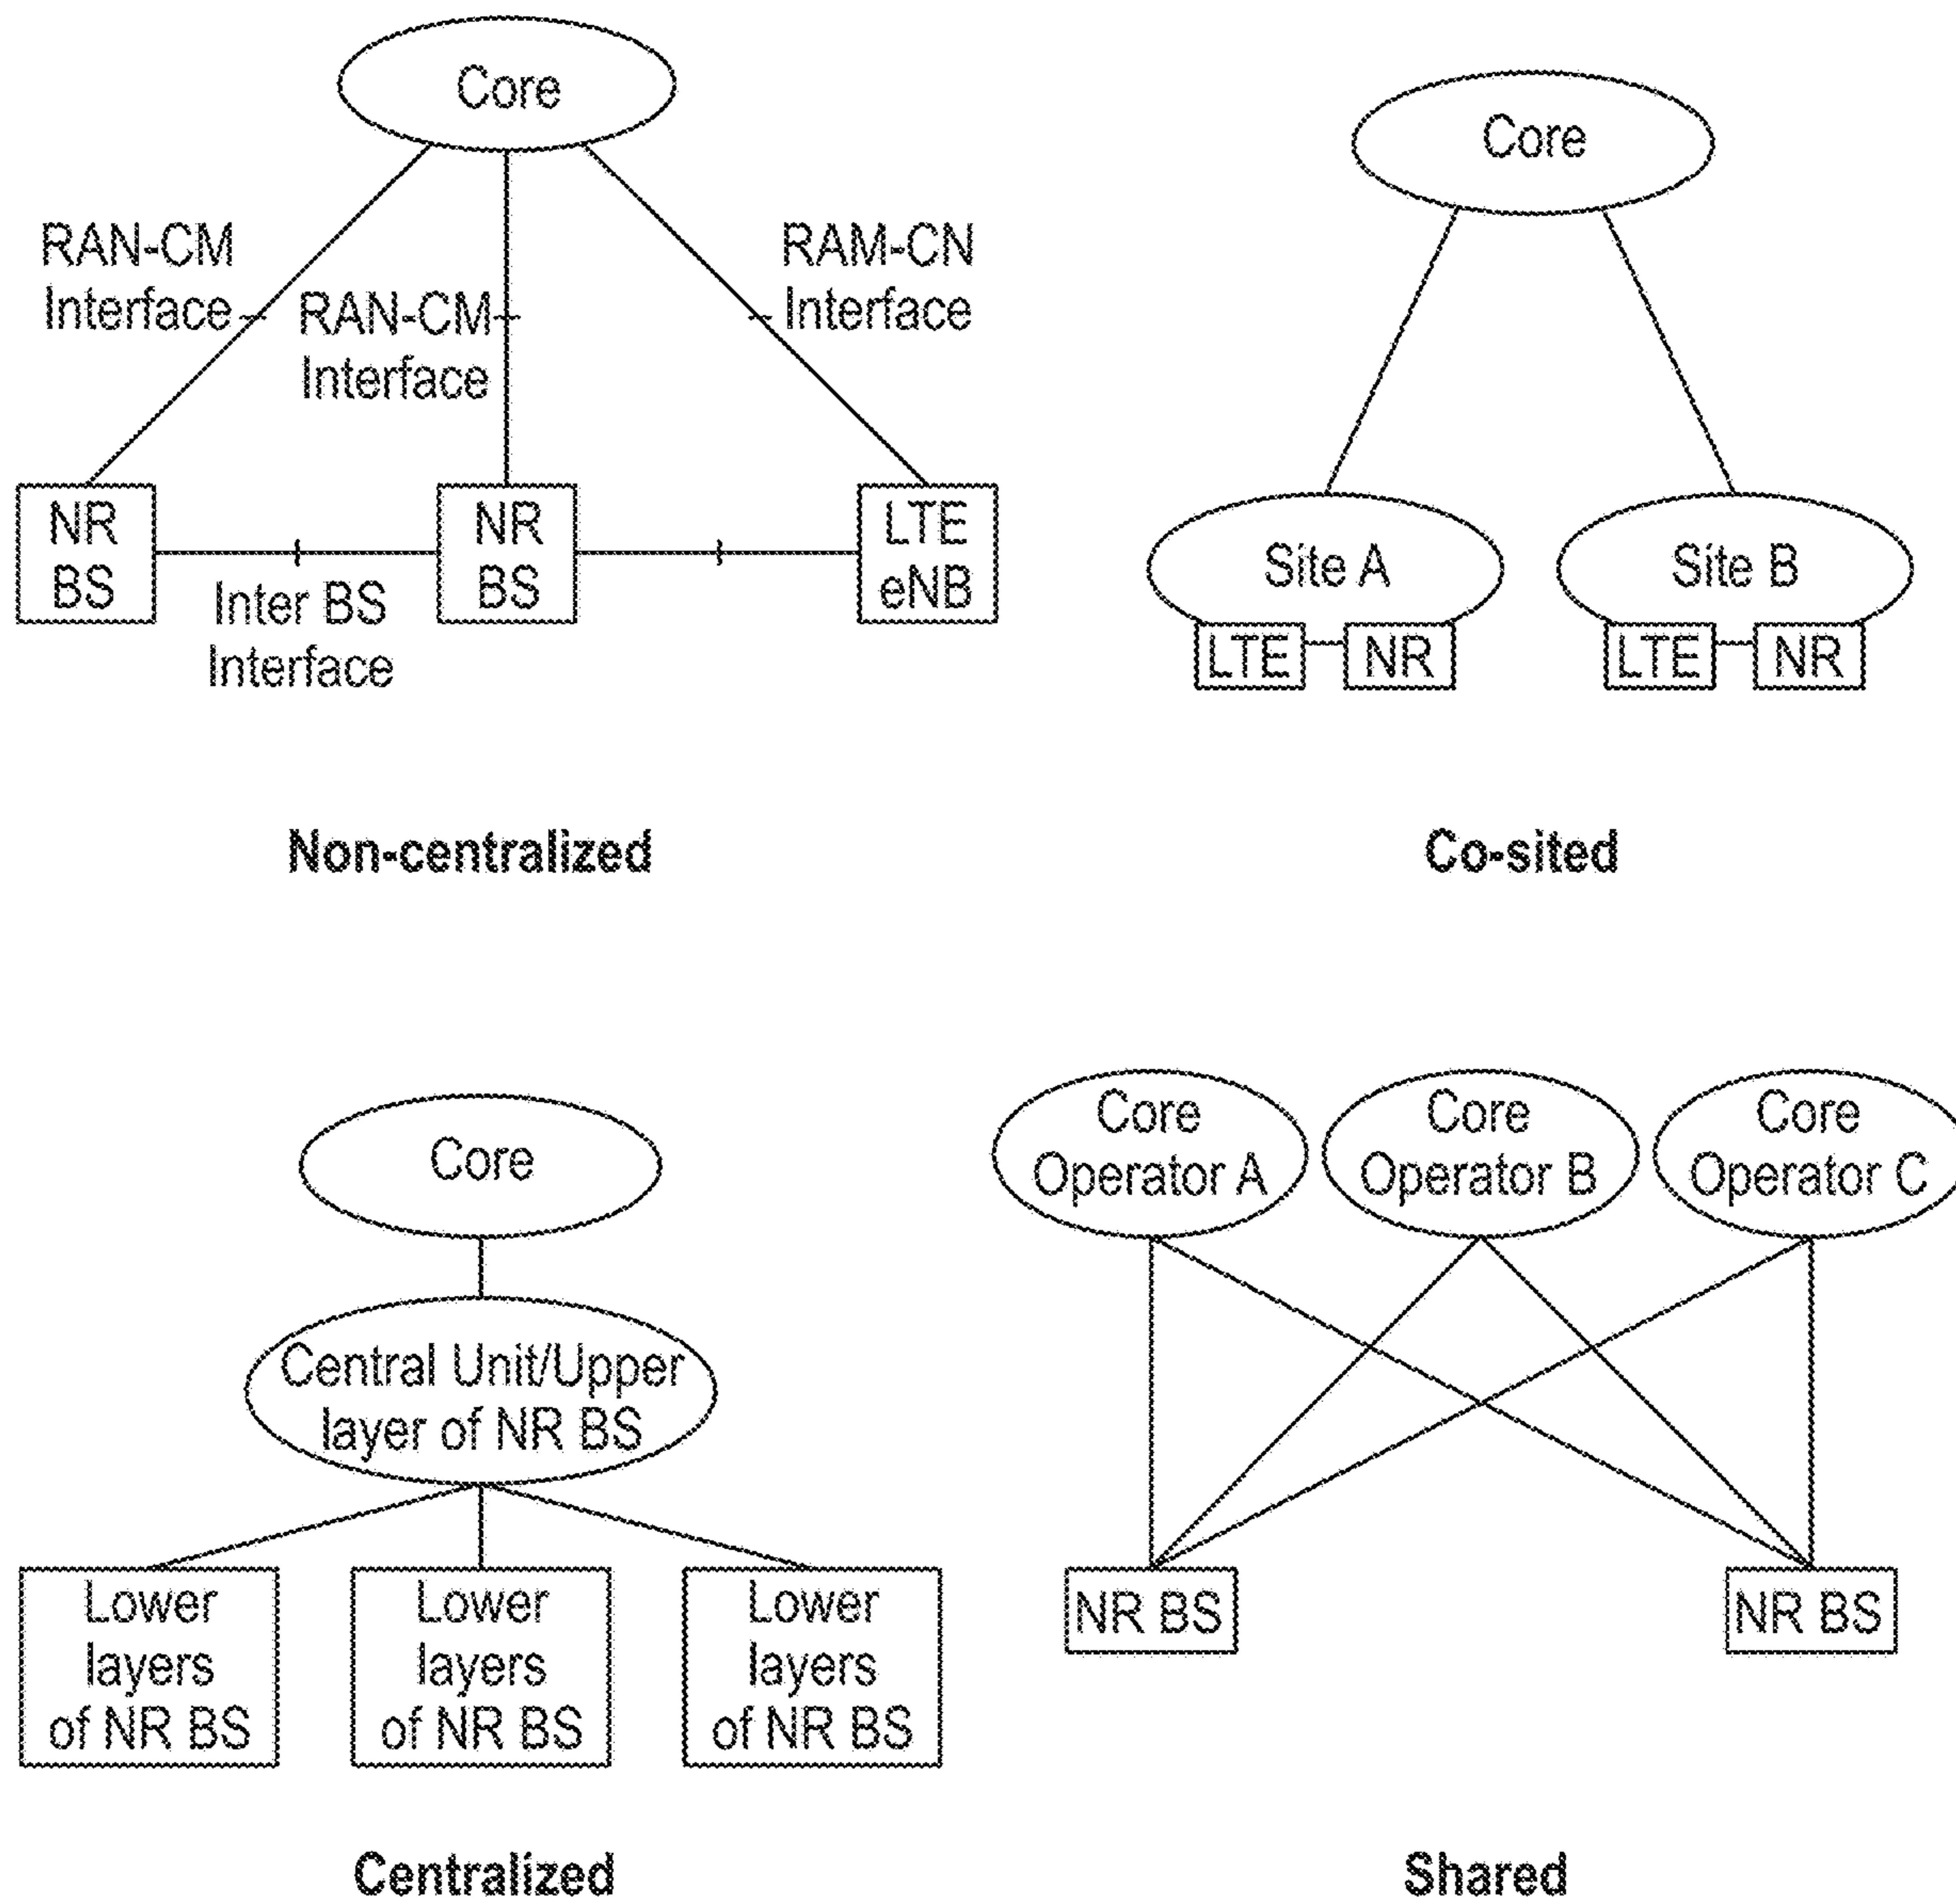 Core
RAN-CM
Interface
RAN-CM
Interface
RAM-CN
Interface
NR
BS
Inter BS
Interface
NR
BS
LTE
eNB
Non-centralized
Core
Site A
LTE
NR
Site B
LTE
NR
Co-sited
Core
Central Unit/Upper
layer of NR BS
Lower
layers
of NR BS
Lower
layers
of NR BS
Lower
layers
of NR BS
Centralized
Core
Operator A
Core
Operator B
Core
Operator C
NR BS
NR BS
Shared